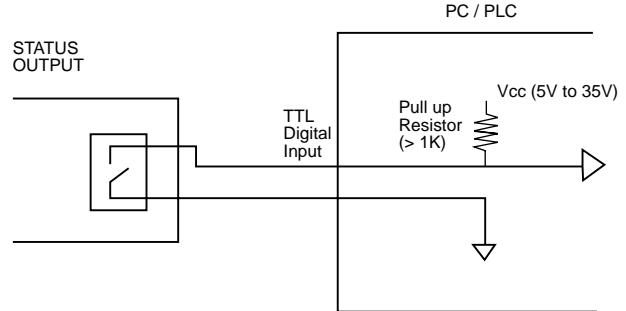 PC / PLC
STATUS
OUTPUT
Vcc (5V to 35V)
TTL
Digital
Input
Pull up
Resistor
(> 1K)